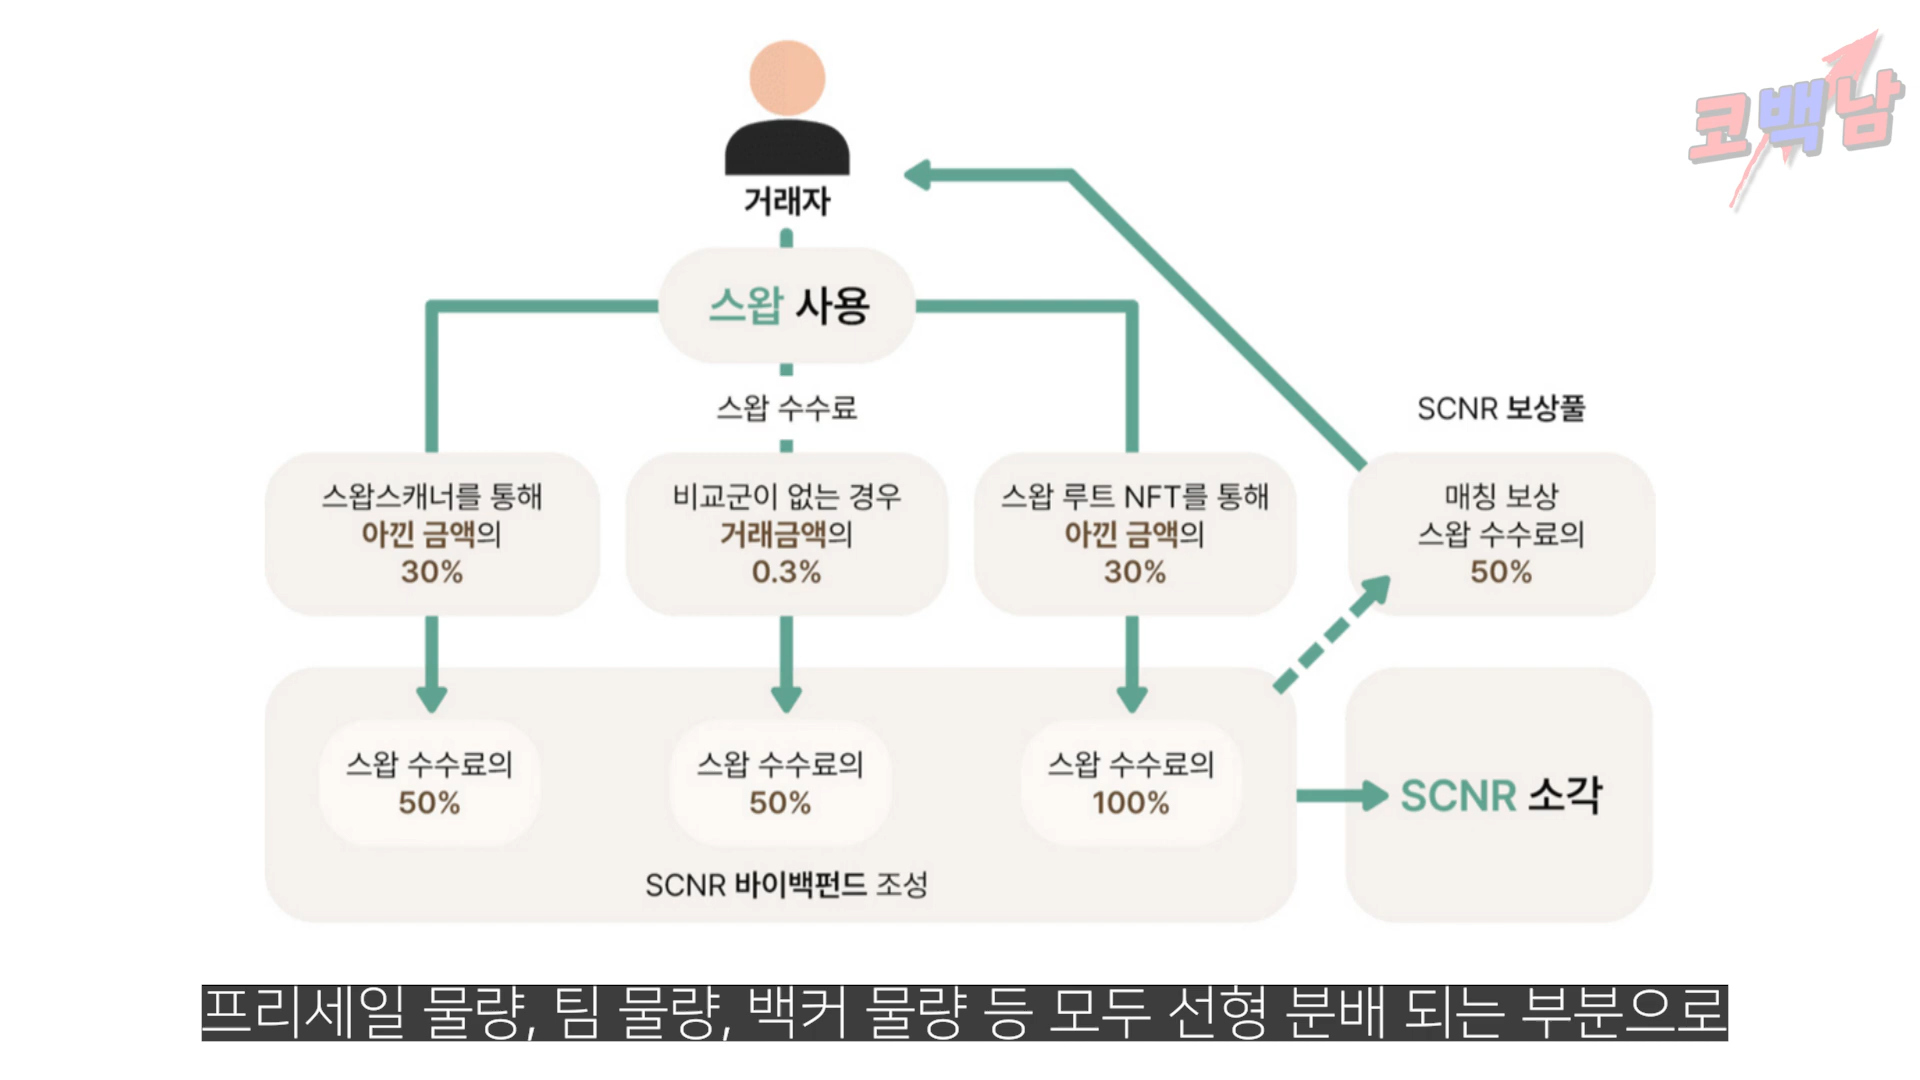 코백남
거래자
스왑 사용
스왑 수수료
SCNR 보상풀
스왑스캐너를 통해
아낀 금액의
30%
비교군이 없는 경우
거래금액의
0.3%
스왑 루트 NFT를 통해
아낀 금액의
30%
매칭 보상
스왑 수수료의
50%
스왑 수수료의
50%
스왑 수수료의
50%
스왑 수수료의
100%
SCNR 소각
SCNR 바이백펀드 조성
프리세일 물량, 팀 물량, 백커 물량 등 모두 선형 분배 되는 부분으로